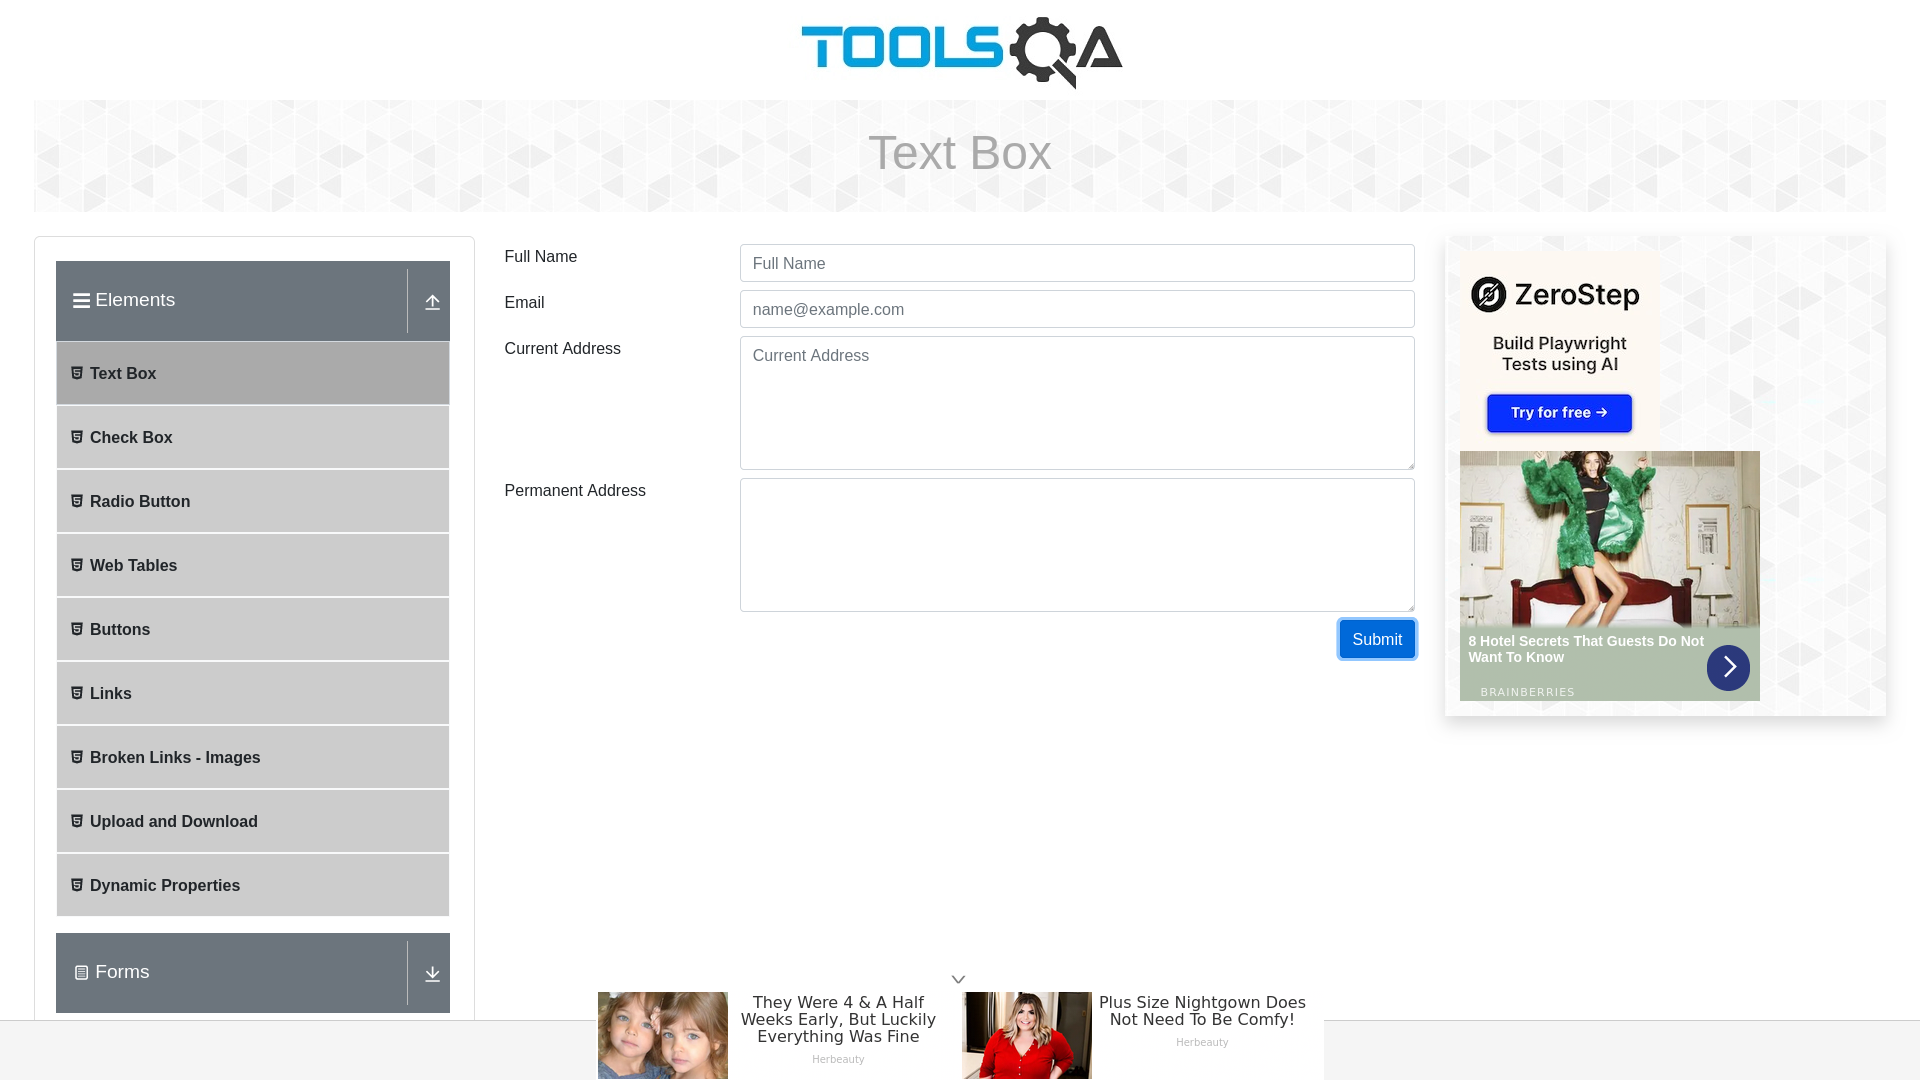 TOOLSQA
Text Box
Elements
Text Box
Check Box
Radio Button
Web Tables
Buttons
Links
Broken Links - Images
Upload and Download
Dynamic Properties
Forms
Full Name
Full Name
Email
name@example.com
Current Address
Current Address
Permanent Address
Submit
ZeroStep
Build Playwright
Tests using AI
Try for free →
8 Hotel Secrets That Guests Do Not
Want To Know
BRAINBERRIES
They Were 4 & A Half
Weeks Early, But Luckily
Everything Was Fine
Herbeauty
Plus Size Nightgown Does
Not Need To Be Comfy!
Herbeauty